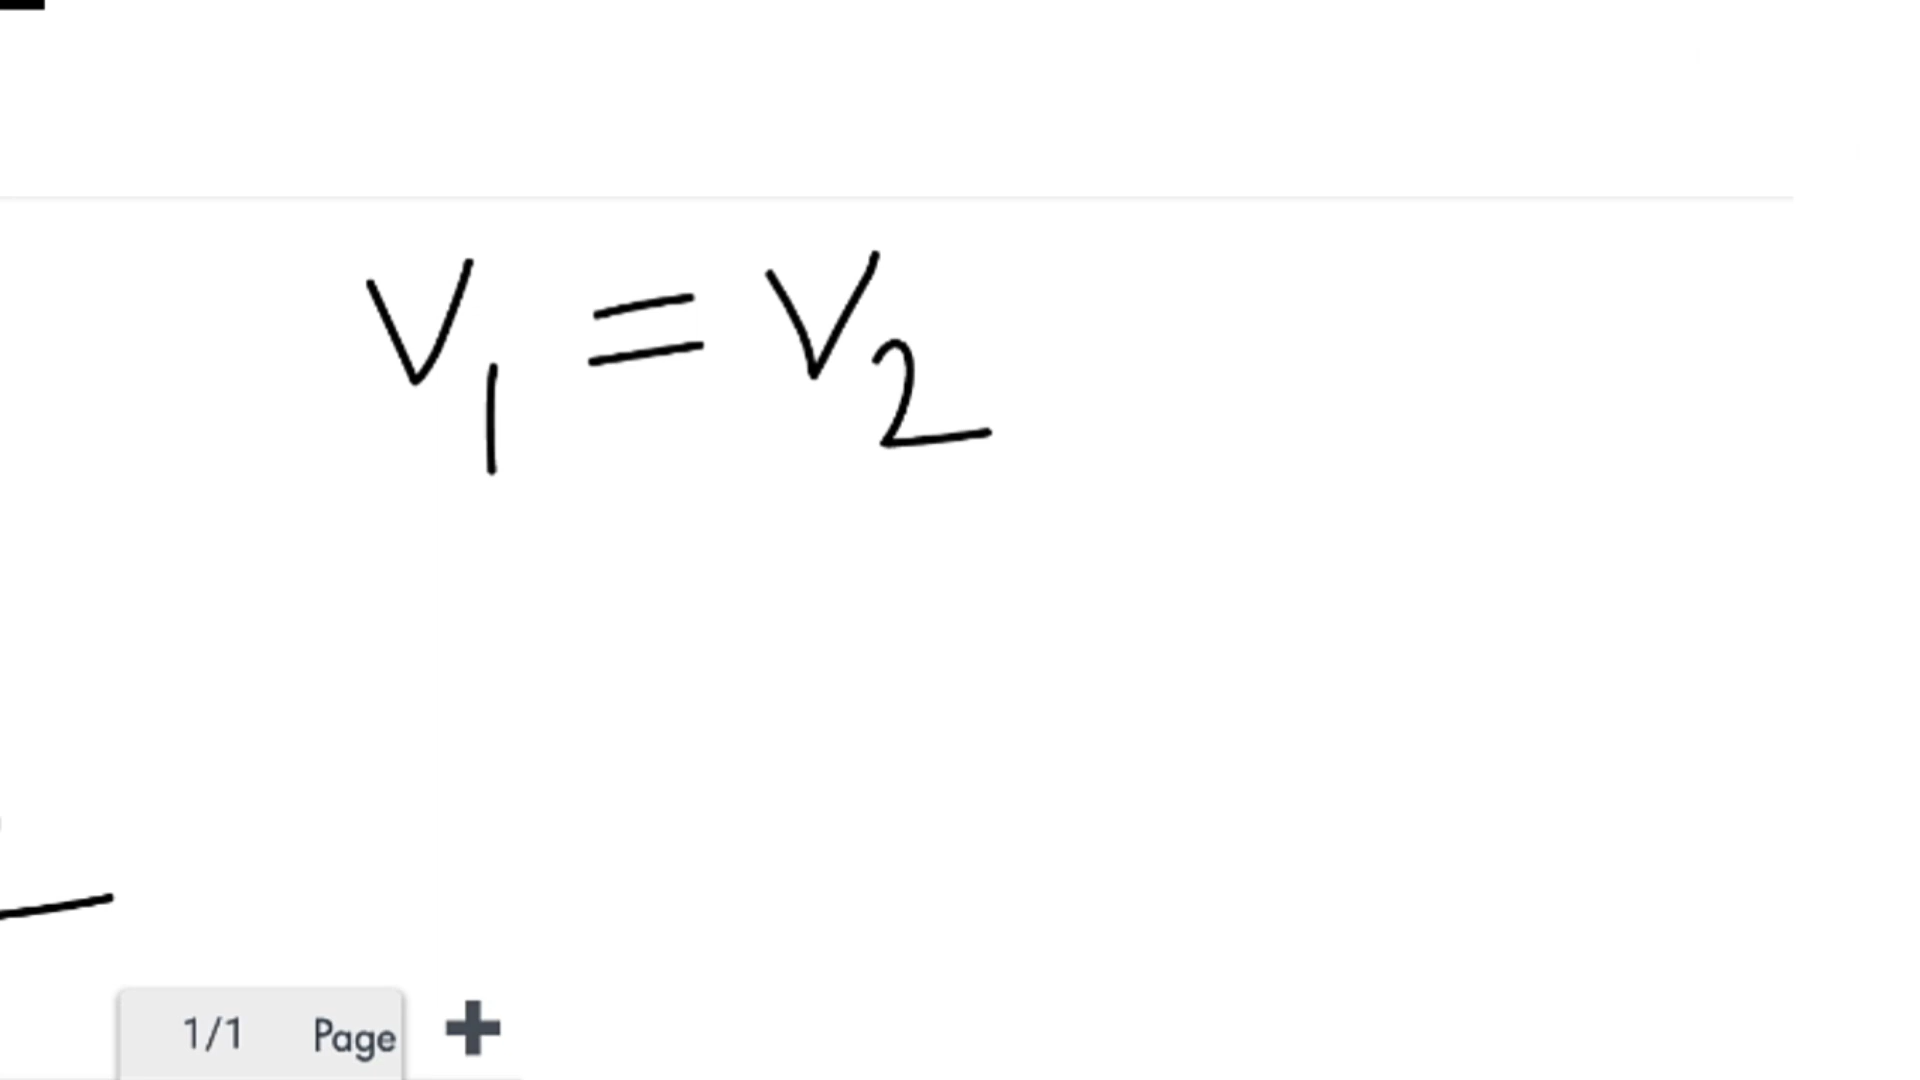 V₁ = V₂
1/1 Page